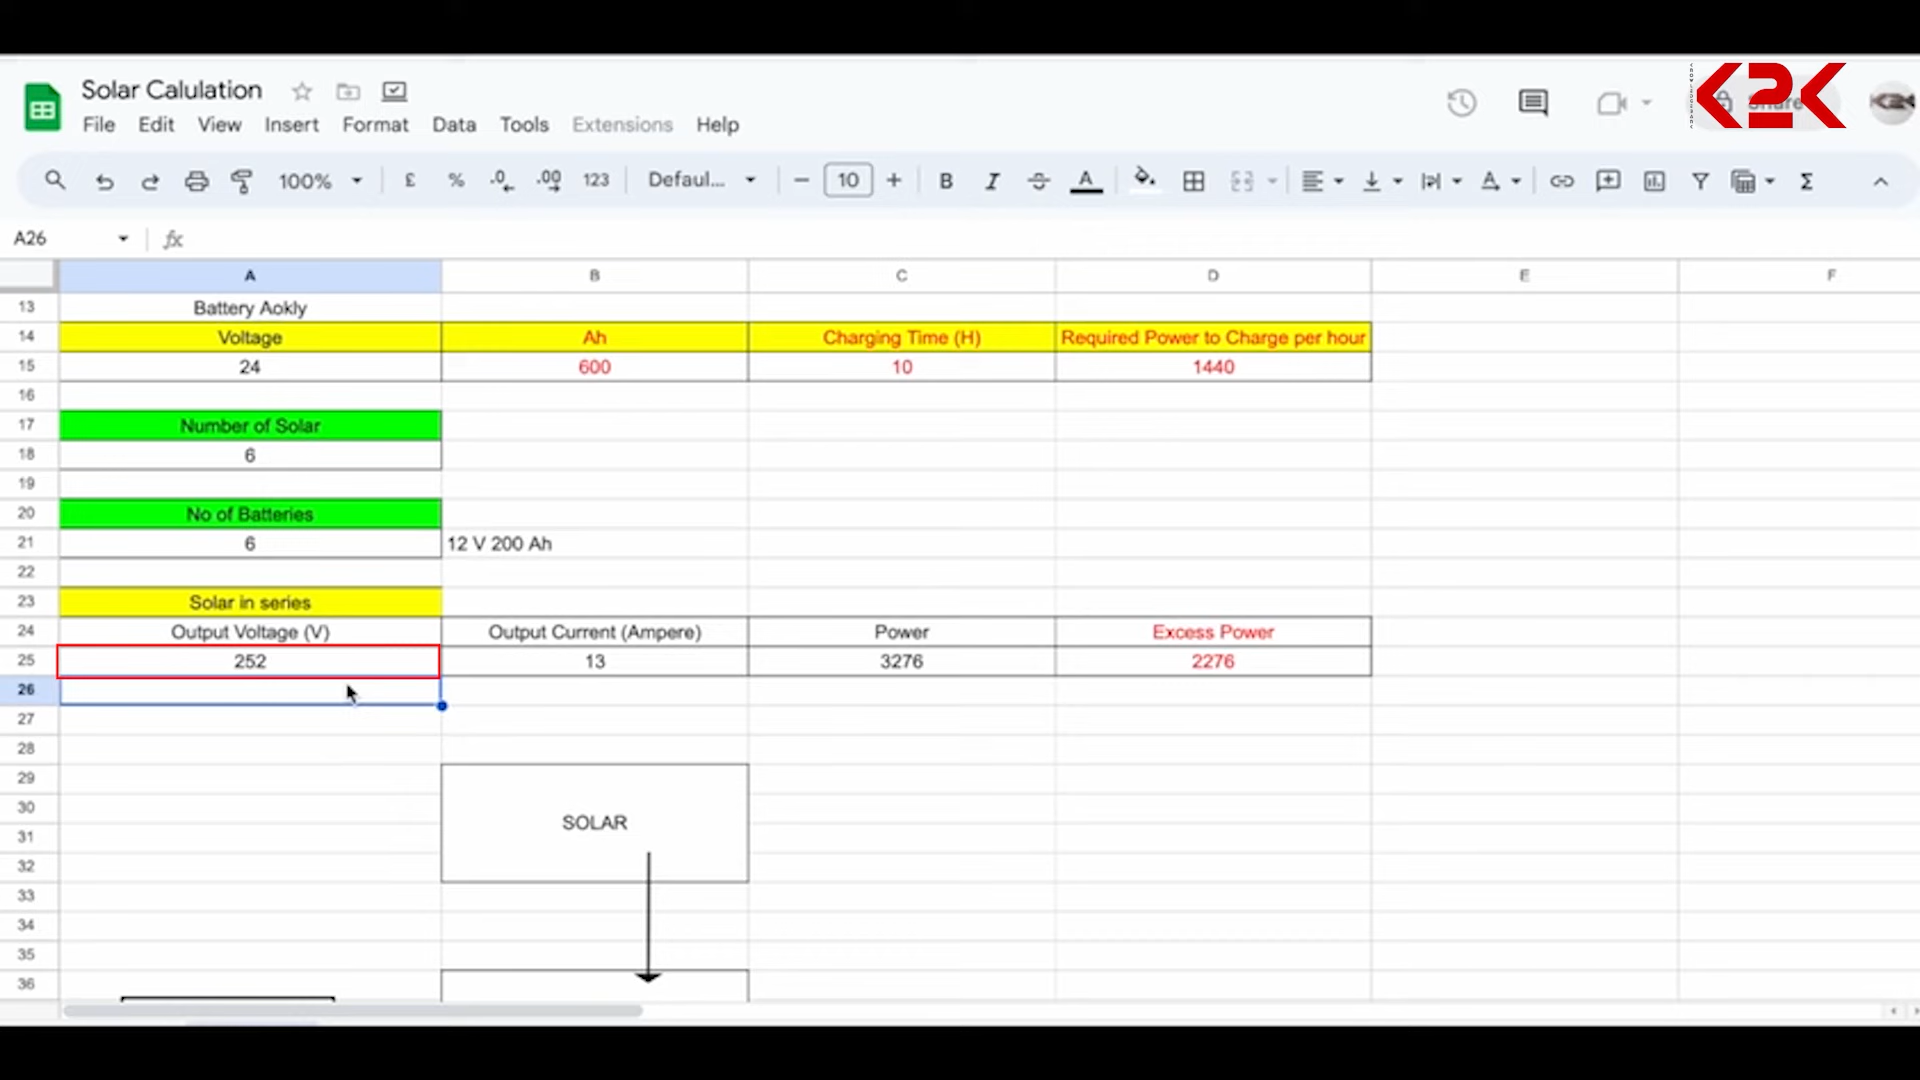 Solar Calulation
K2K
Share
File Edit View Insert Format Data Tools Extensions Help
100% £ % .0 .00 123 Defaul... 10 B I A
A26 fx
A B C D E F
13 Battery Aokly
14 Voltage Ah Charging Time (H) Required Power to Charge per hour
15 24 600 10 1440
16
17 Number of Solar
18 6
19
20 No of Batteries
21 6 12 V 200 Ah
22
23 Solar in series
24 Output Voltage (V) Output Current (Ampere) Power Excess Power
25 252 13 3276 2276
26
27
28
29
30
SOLAR
31
32
33
34
35
36